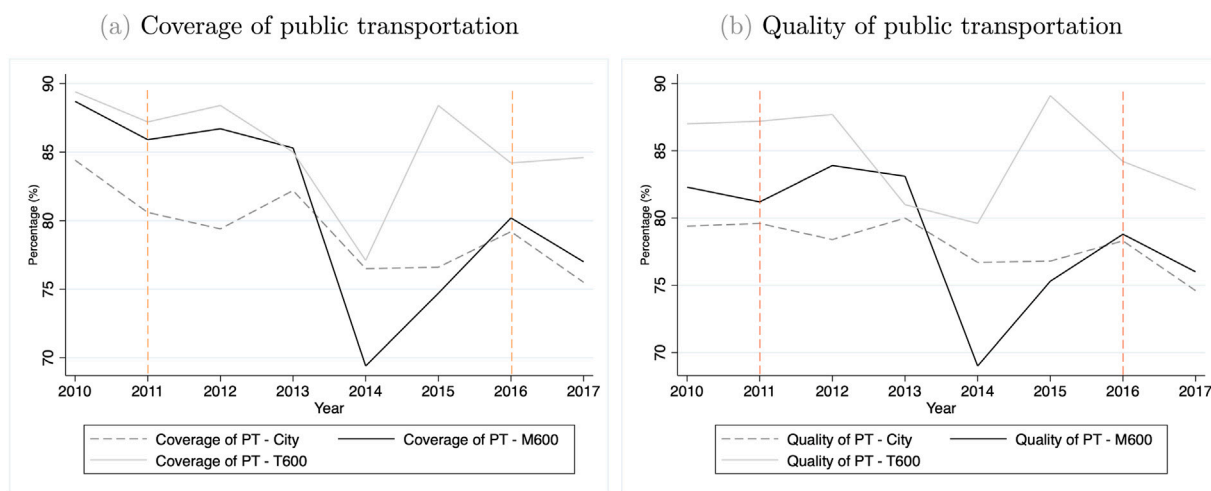 (a) Coverage of public transportation
Percentage (%)
90
85
80
75
70
2010 2011 2012 2013 2014 2015 2016 2017
Year
Coverage of PT - City Coverage of PT - M600
Coverage of PT - T600
(b) Quality of public transportation
Percentage (%)
90
85
80
75
70
2010 2011 2012 2013 2014 2015 2016 2017
Year
Quality of PT - City Quality of PT - M600
Quality of PT - T600